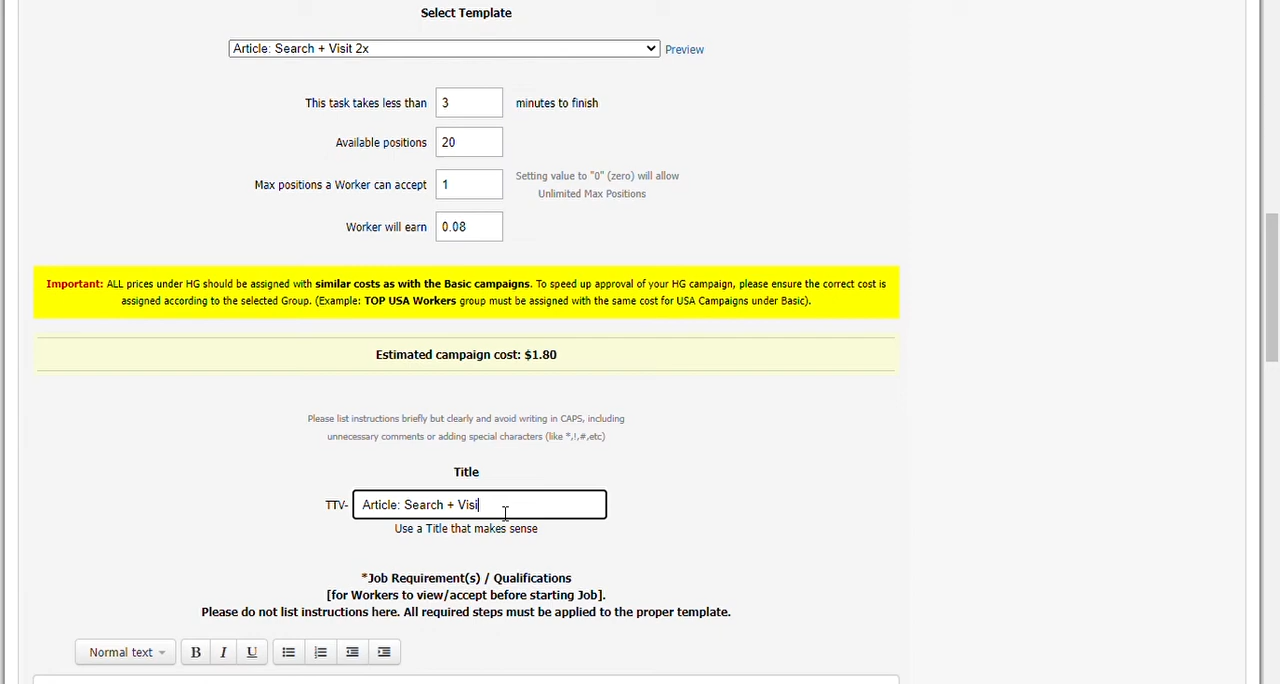 Select Template
Article: Search + Visit 2x Preview
This task takes less than 3 minutes to finish
Available positions 20
Max positions a Worker can accept 1 Setting value to "0" (zero) will allow
Unlimited Max Positions
Worker will earn 0.08
Important: ALL prices under HG should be assigned with similar costs as with the Basic campaigns. To speed up approval of your HG campaign, please ensure the correct cost is
assigned according to the selected Group. (Example: TOP USA Workers group must be assigned with the same cost for USA Campaigns under Basic).
Estimated campaign cost: $1.80
Please list instructions briefly but clearly and avoid writing in CAPS, including
unnecessary comments or adding special characters (like *,!,#,etc)
Title
TTV- Article: Search + Visi
Use a Title that makes sense
*Job Requirement(s) / Qualifications
[for Workers to view/accept before starting Job].
Please do not list instructions here. All required steps must be applied to the proper template.
Normal text B I U